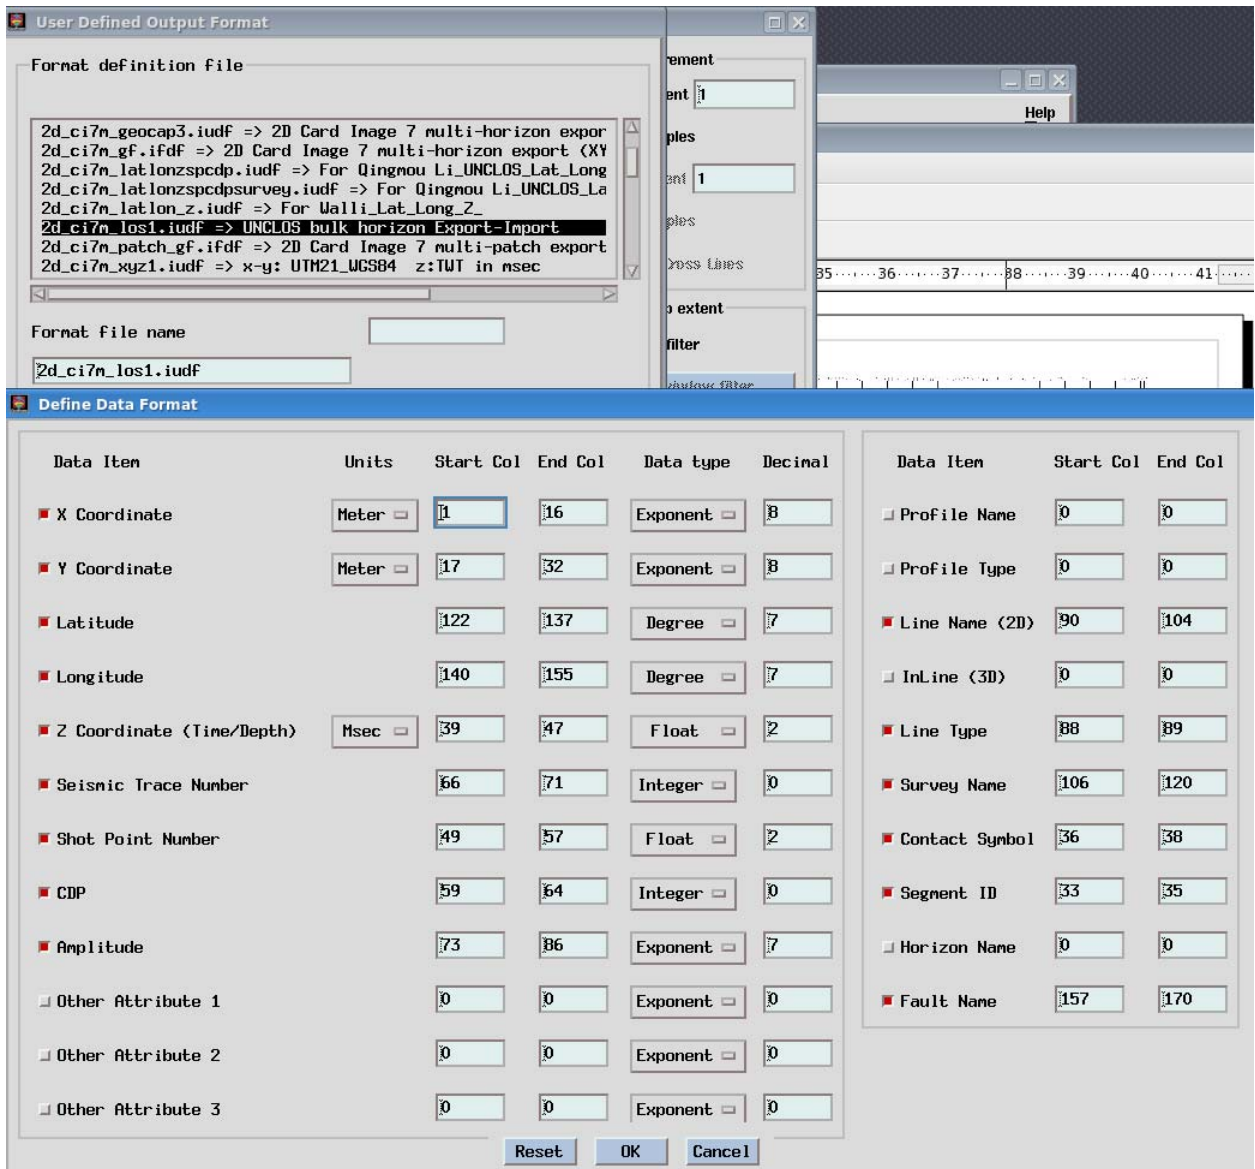 User Defined Output Format
Format definition file
2d_ci7m_geocap3.iudf => 2D Card Image 7 multi-horizon expor
2d_ci7m_gf.ifdf => 2D Card Image 7 multi-horizon export (XY
2d_ci7m_latlonzspcdp.iudf => For Qingmou Li_UNCLOS_Lat_Long
2d_ci7m_latlonzspcdpsurvey.iudf => For Qingmou Li_UNCLOS_La
2d_ci7m_latlon_z.iudf => For Walli_Lat_Long_Z_
2d_ci7m_los1.iudf => UNCLOS bulk horizon Export-Import
2d_ci7m_patch_gf.ifdf => 2D Card Image 7 multi-patch export
2d_ci7m_xyz1.iudf => x-y: UTM21_WGS84 z:TWT in msec
Format file name
2d_ci7m_los1.iudf
rement
ent 1
ples
ent 1
ples
Cross Lines
p extent
filter
window filter
Help
35 36 37 38 39 40 41
Define Data Format
Data Item Units Start Col End Col Data type Decimal
X Coordinate Meter 1 16 Exponent 8
Y Coordinate Meter 17 32 Exponent 8
Latitude 122 137 Degree 7
Longitude 140 155 Degree 7
Z Coordinate (Time/Depth) Msec 39 47 Float 2
Seismic Trace Number 66 71 Integer 0
Shot Point Number 49 57 Float 2
CDP 59 64 Integer 0
Amplitude 73 86 Exponent 7
Other Attribute 1 0 0 Exponent 0
Other Attribute 2 0 0 Exponent 0
Other Attribute 3 0 0 Exponent 0
Data Item Start Col End Col
Profile Name 0 0
Profile Type 0 0
Line Name (2D) 90 104
InLine (3D) 0 0
Line Type 88 89
Survey Name 106 120
Contact Symbol 36 38
Segment ID 33 35
Horizon Name 0 0
Fault Name 157 170
Reset OK Cancel